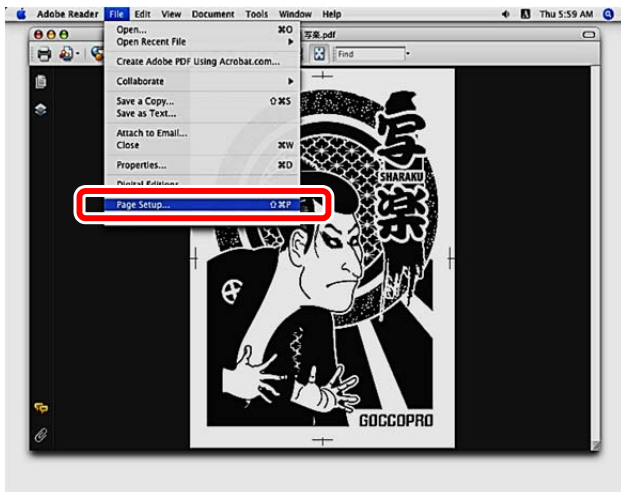 Adobe Reader File Edit View Document Tools Window Help Thu 5:59 AM
写楽.pdf
Open... ⌘O
Open Recent File
Create Adobe PDF Using Acrobat.com...
Find
Collaborate
Save a Copy... ⇧⌘S
Save as Text...
Attach to Email...
Close ⌘W
Properties... ⌘D
Digital Editions
Page Setup... ⇧⌘P
写
SHARAKU
楽
GOCCOPRO